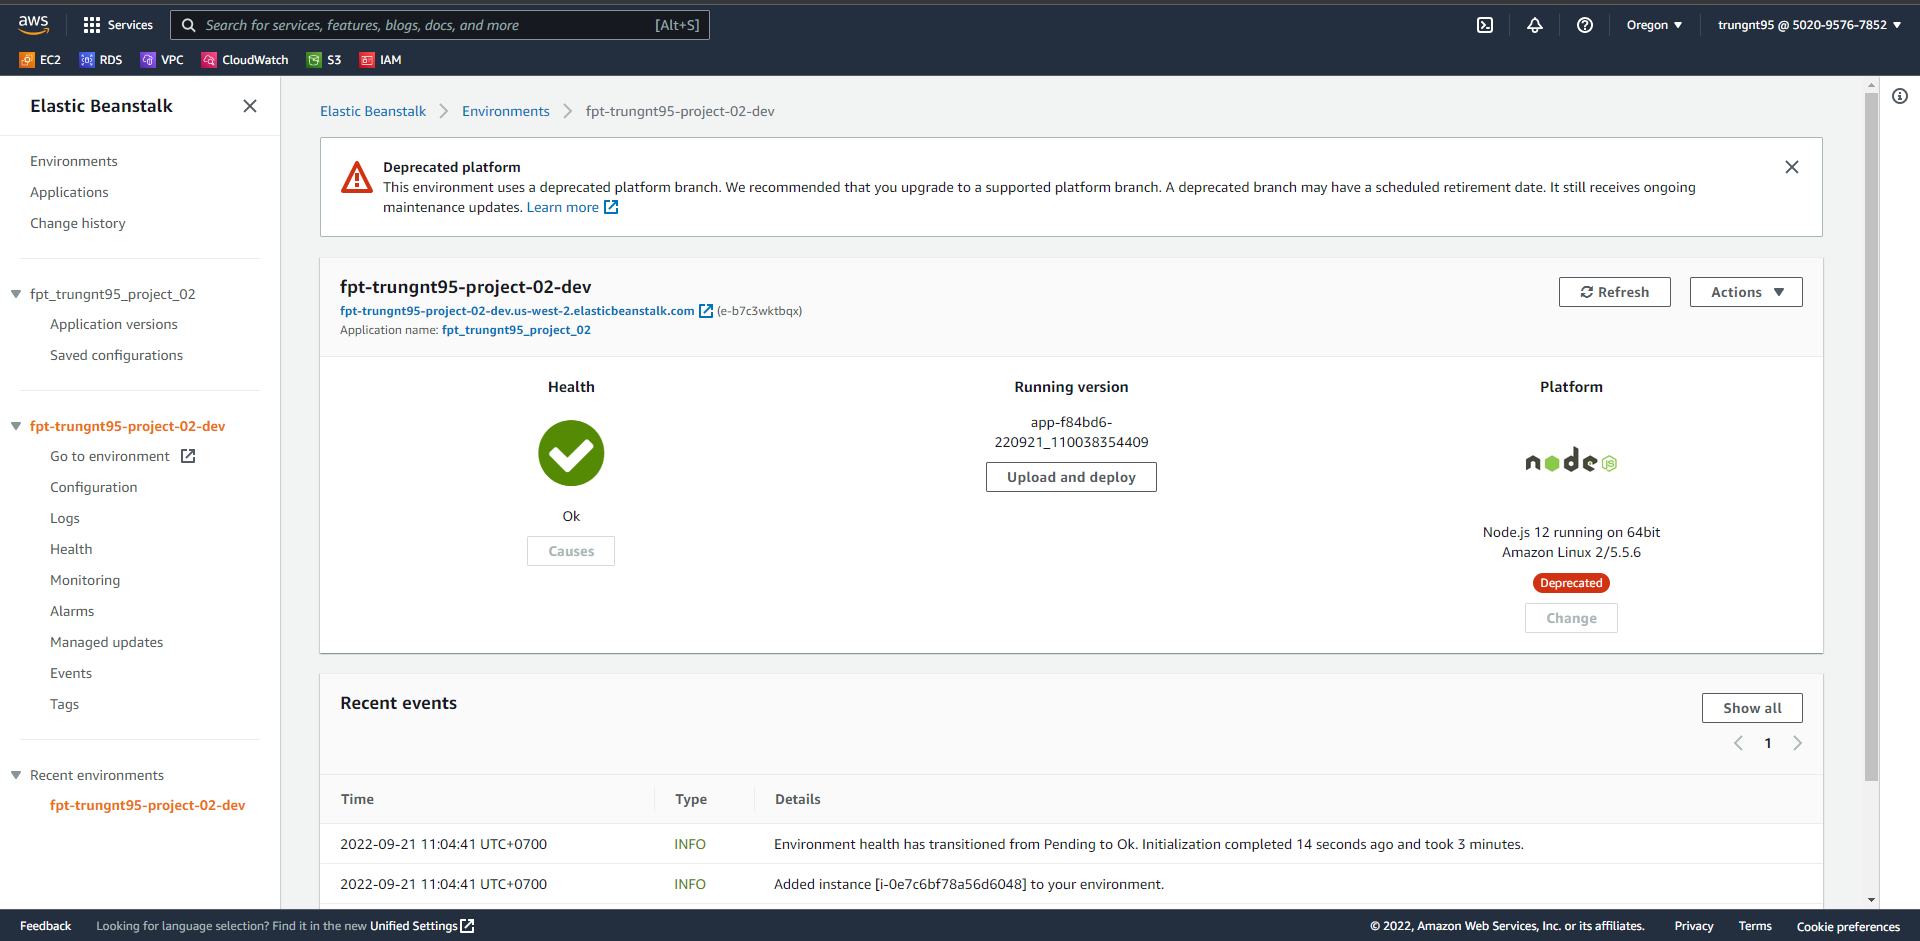 aws
Services
Search for services, features, blogs, docs, and more
[Alt+S]
Oregon ▼
trungnt95 @ 5020-9576-7852 ▼
EC2
RDS
VPC
CloudWatch
S3
IAM
Elastic Beanstalk
Environments
Applications
Change history
fpt_trungnt95_project_02
Application versions
Saved configurations
fpt-trungnt95-project-02-dev
Go to environment
Configuration
Logs
Health
Monitoring
Alarms
Managed updates
Events
Tags
Recent environments
fpt-trungnt95-project-02-dev
Elastic Beanstalk
Environments
fpt-trungnt95-project-02-dev
Deprecated platform
This environment uses a deprecated platform branch. We recommended that you upgrade to a supported platform branch. A deprecated branch may have a scheduled retirement date. It still receives ongoing
maintenance updates. Learn more
fpt-trungnt95-project-02-dev
fpt-trungnt95-project-02-dev.us-west-2.elasticbeanstalk.com (e-b7c3wktbqx)
Application name: fpt_trungnt95_project_02
Refresh
Actions ▼
Health
Ok
Causes
Running version
app-f84bd6-
220921_110038354409
Upload and deploy
Platform
node JS
Node.js 12 running on 64bit
Amazon Linux 2/5.5.6
Deprecated
Change
Recent events
Show all
1
Time
Type
Details
2022-09-21 11:04:41 UTC+0700
INFO
Environment health has transitioned from Pending to Ok. Initialization completed 14 seconds ago and took 3 minutes.
2022-09-21 11:04:41 UTC+0700
INFO
Added instance [i-0e7c6bf78a56d6048] to your environment.
Feedback
Looking for language selection? Find it in the new Unified Settings
© 2022, Amazon Web Services, Inc. or its affiliates.
Privacy
Terms
Cookie preferences